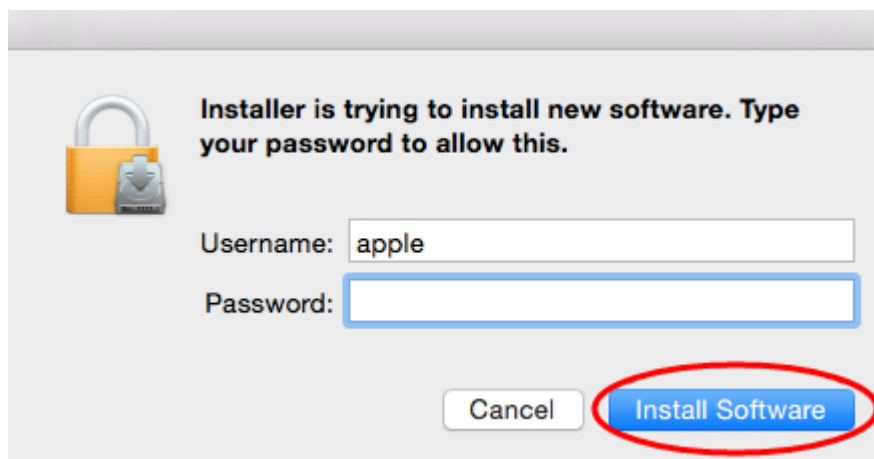 Installer is trying to install new software. Type
your password to allow this.
Username: apple
Password:
Cancel Install Software